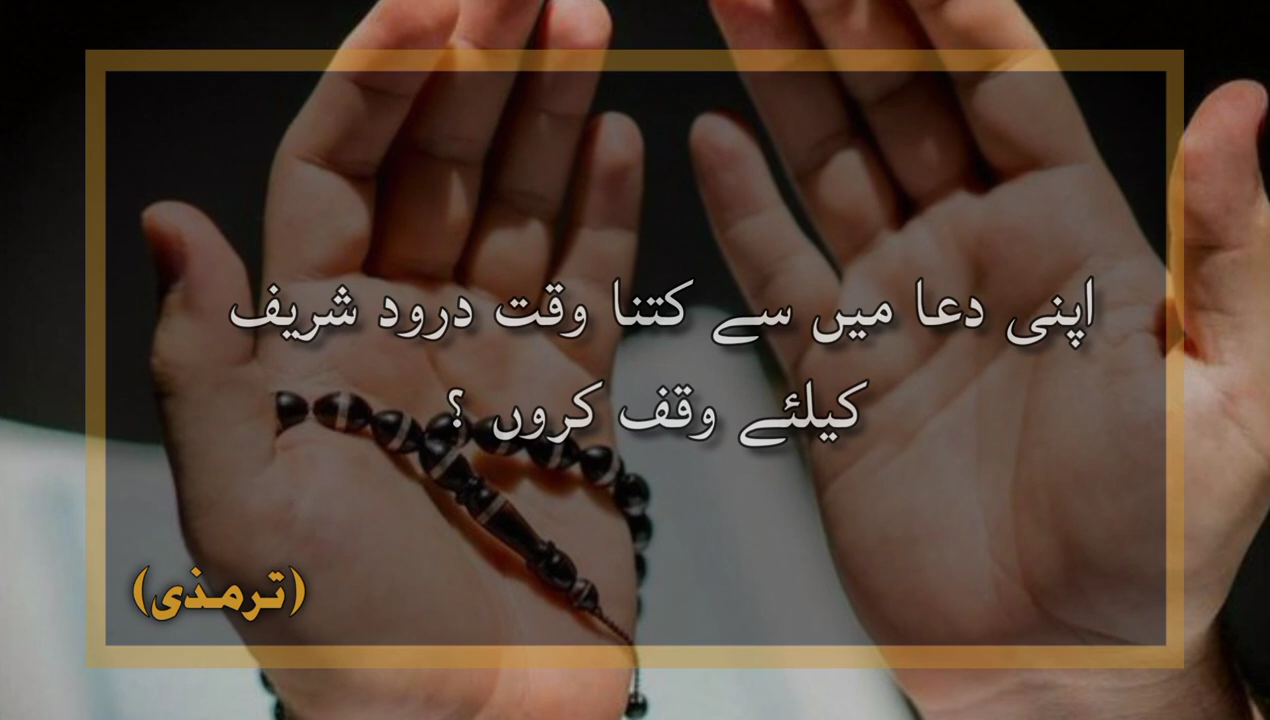 اپنی دعا میں سے کتنا وقت درود شریف
کیلئے وقف کروں ؟
(ترمذی)